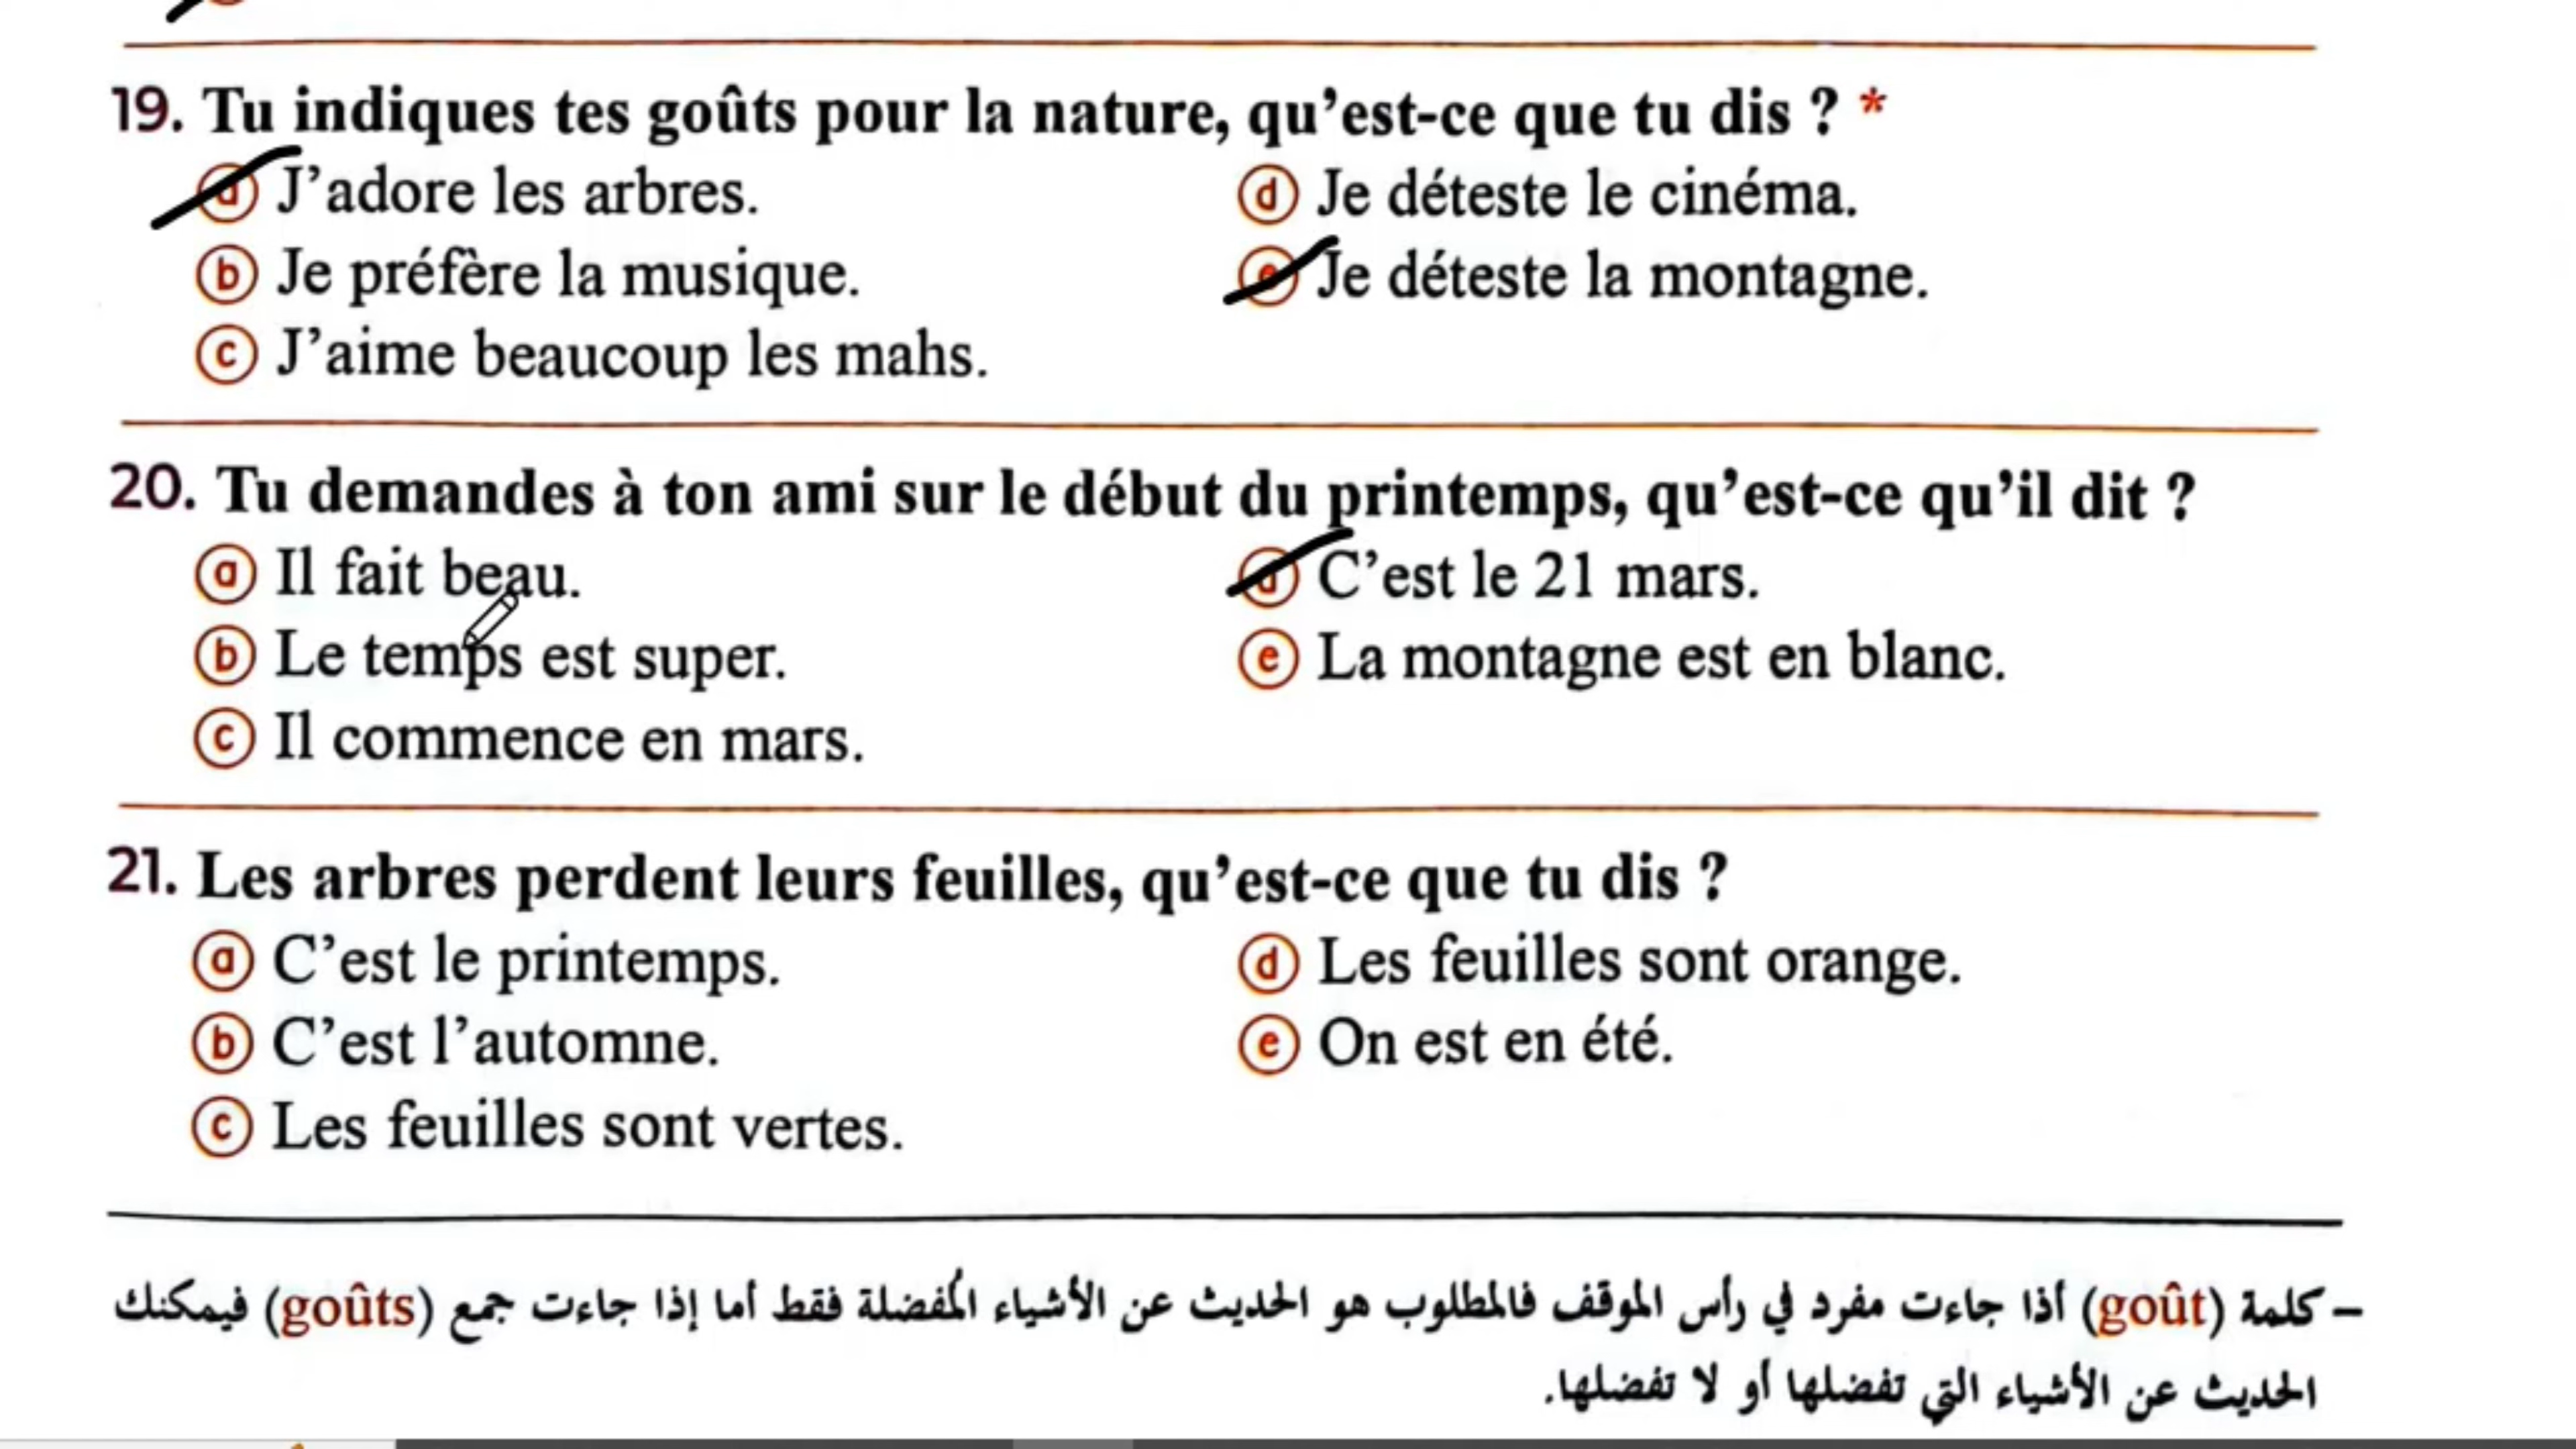 19. Tu indiques tes goûts pour la nature, qu'est-ce que tu dis ? *
a J'adore les arbres.
d Je déteste le cinéma.
b Je préfère la musique.
e Je déteste la montagne.
c J'aime beaucoup les mahs.
20. Tu demandes à ton ami sur le début du printemps, qu'est-ce qu'il dit ?
a Il fait beau.
d C'est le 21 mars.
b Le temps est super.
e La montagne est en blanc.
c Il commence en mars.
21. Les arbres perdent leurs feuilles, qu'est-ce que tu dis ?
a C'est le printemps.
d Les feuilles sont orange.
b C'est l'automne.
e On est en été.
c Les feuilles sont vertes.
– كلمة (goût) أذا جاءت مفرد في رأس الموقف فالمطلوب هو الحديث عن الأشياء المُفضلة فقط أما إذا جاءت جمع (goûts) فيمكنك
الحديث عن الأشياء التي تفضلها أو لا تفضلها.